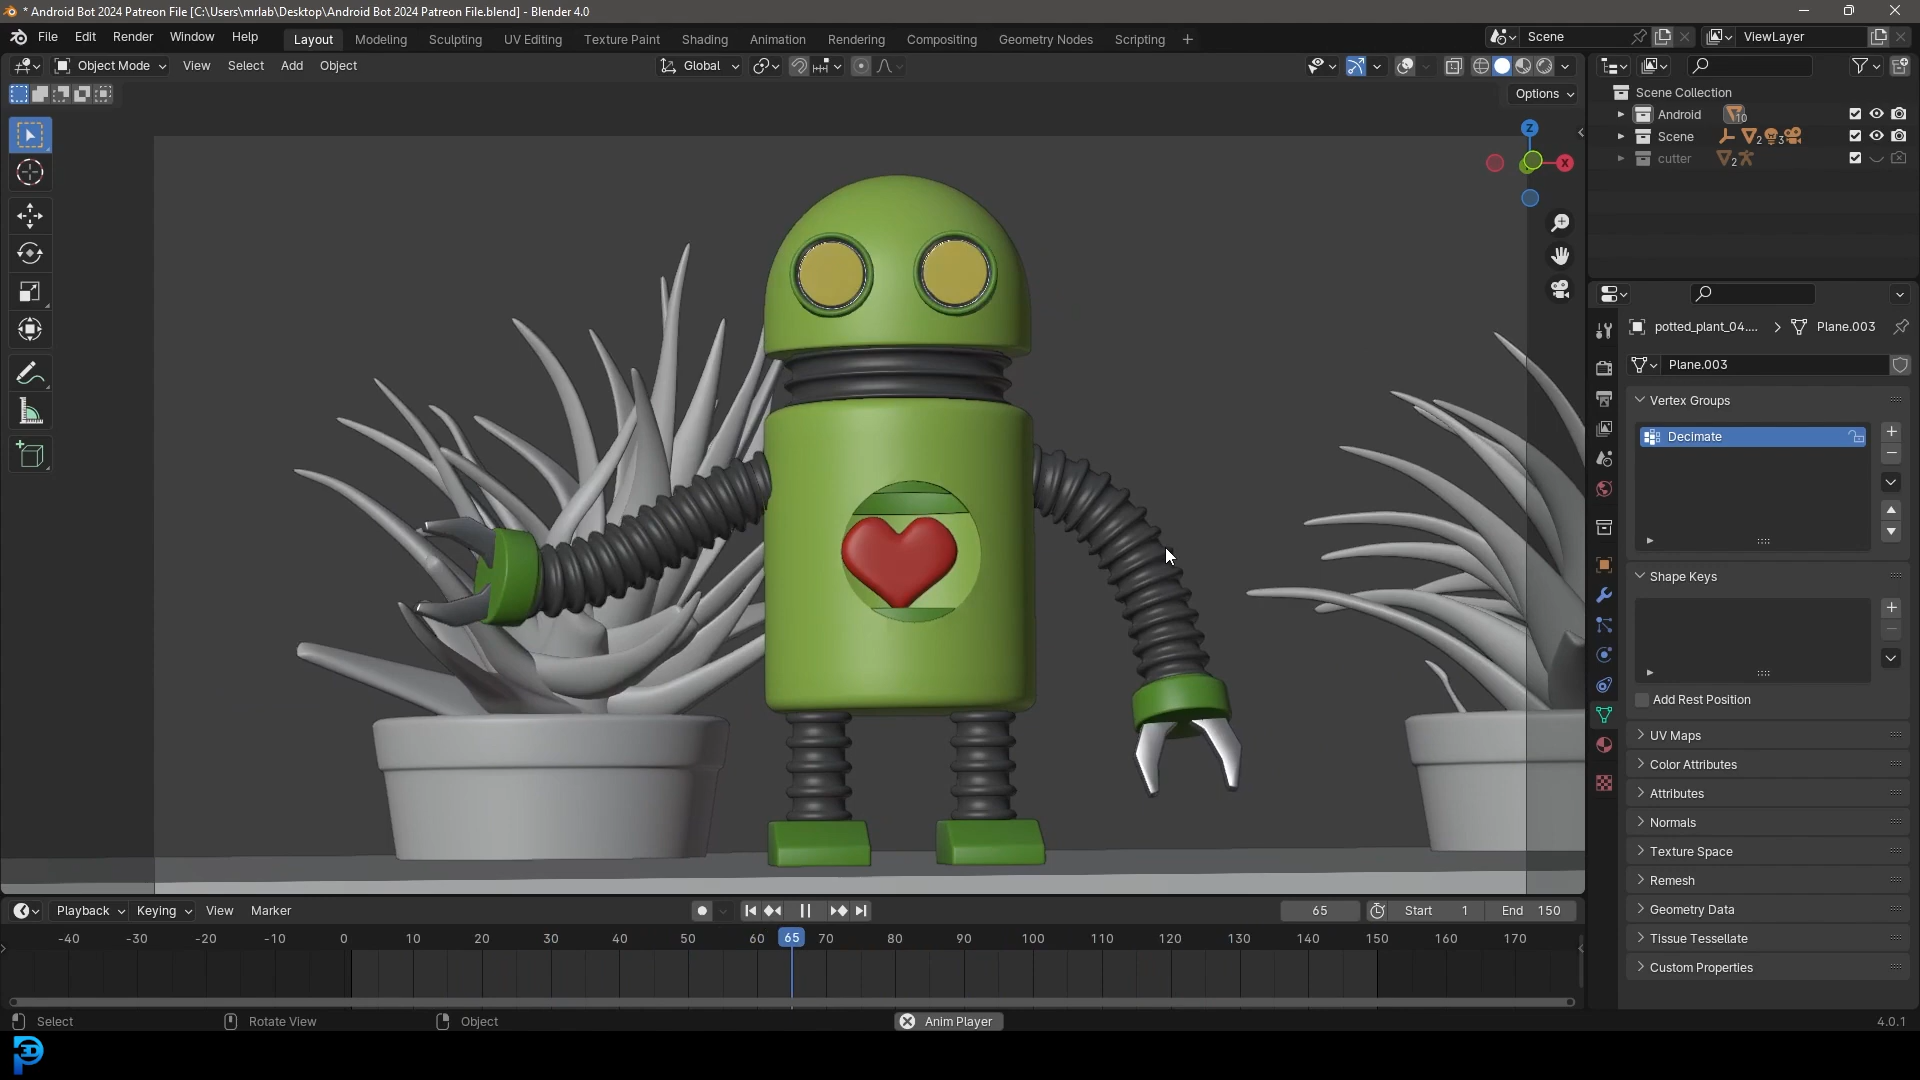 * Android Bot 2024 Patreon File [C:\Users\mrlab\Desktop\Android Bot 2024 Patreon File.blend] - Blender 4.0
File Edit Render Window Help Layout Modeling Sculpting UV Editing Texture Paint Shading Animation Rendering Compositing Geometry Nodes Scripting + Scene ViewLayer
Object Mode View Select Add Object Global
Options
Scene Collection
Android 10
Scene 2 3
cutter 2
Z
X
potted_plant_04.... Plane.003
Plane.003
Vertex Groups
Decimate
Shape Keys
Add Rest Position
UV Maps
Color Attributes
Attributes
Normals
Texture Space
Remesh
Geometry Data
Tissue Tessellate
Custom Properties
Playback Keying View Marker 65 Start 1 End 150
-40 -30 -20 -10 0 10 20 30 40 50 60 65 70 80 90 100 110 120 130 140 150 160 170
Select Rotate View Object Anim Player 4.0.1
P3D